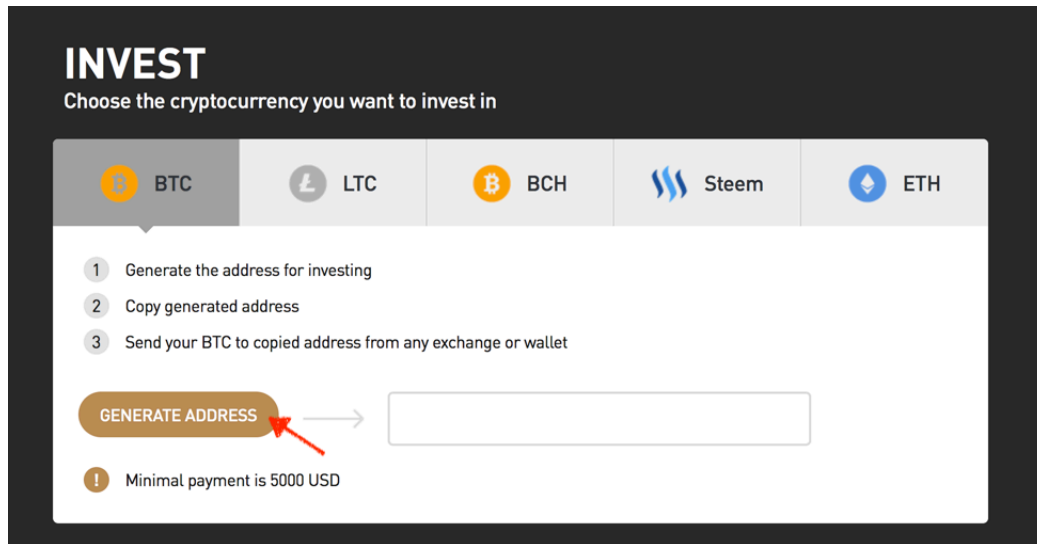 INVEST
Choose the cryptocurrency you want to invest in
BTC
LTC
BCH
Steem
ETH
1 Generate the address for investing
2 Copy generated address
3 Send your BTC to copied address from any exchange or wallet
GENERATE ADDRESS
! Minimal payment is 5000 USD